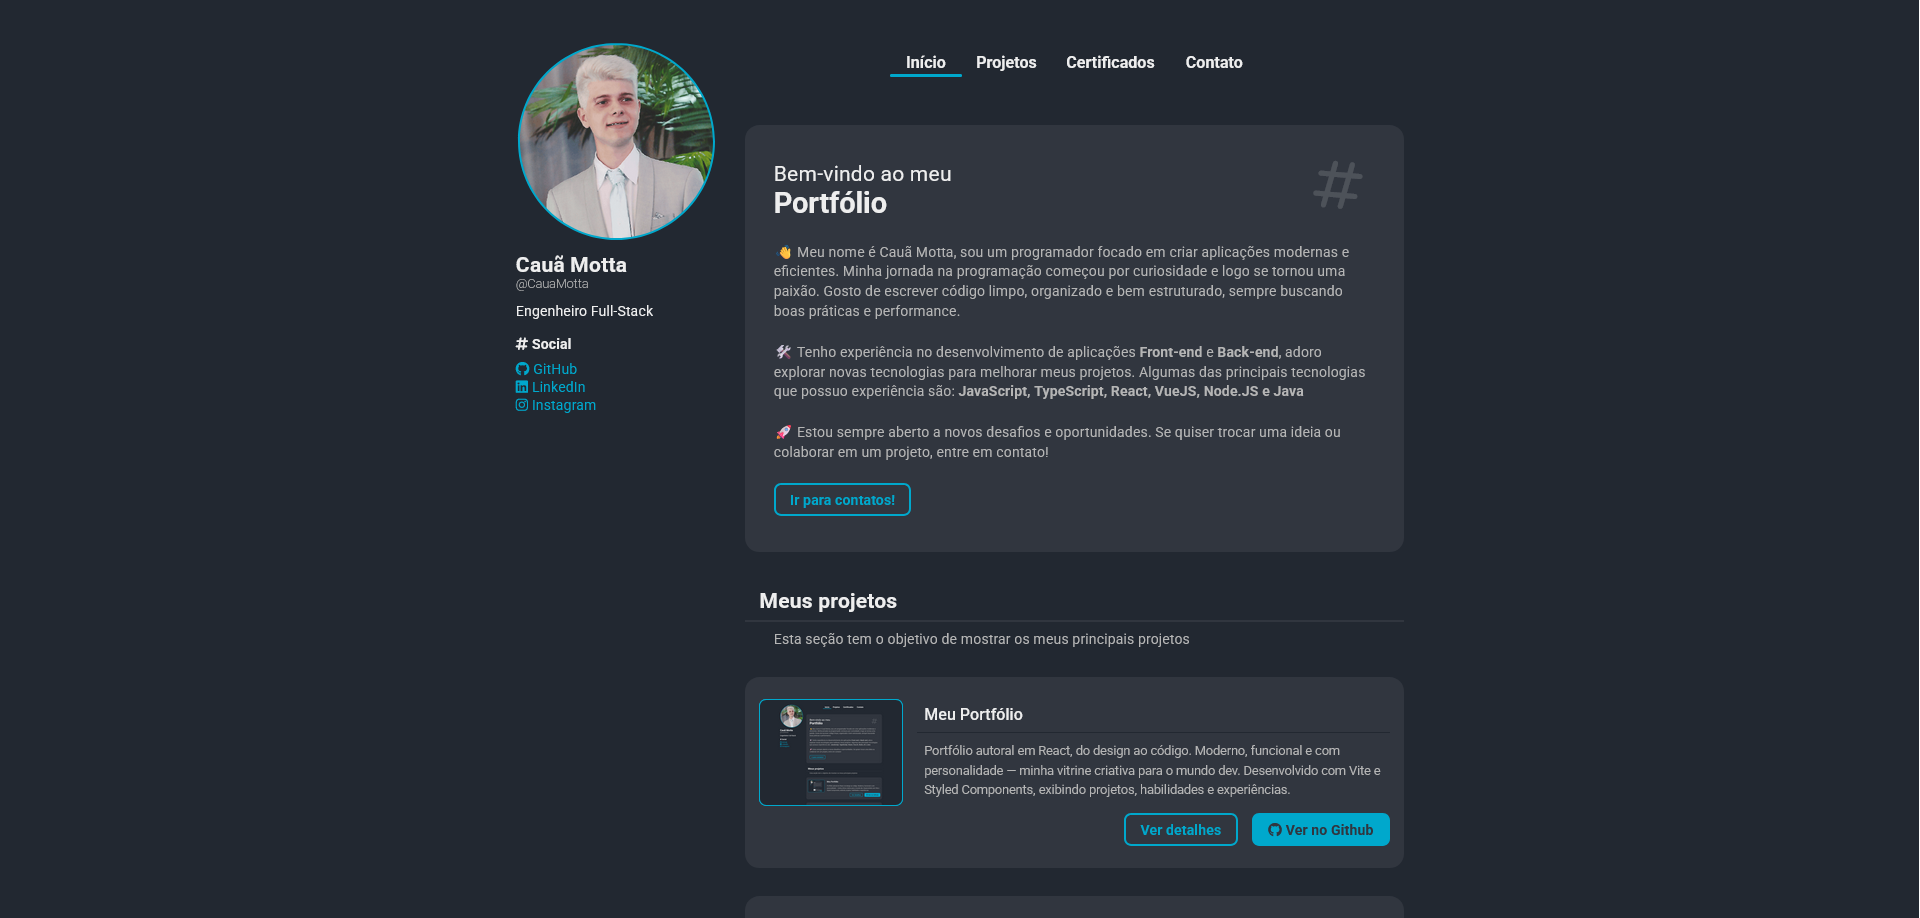 Início Projetos Certificados Contato
Cauã Motta
@CauaMotta
Engenheiro Full-Stack
# Social
GitHub
LinkedIn
Instagram
Bem-vindo ao meu
Portfólio
#
👋 Meu nome é Cauã Motta, sou um programador focado em criar aplicações modernas e
eficientes. Minha jornada na programação começou por curiosidade e logo se tornou uma
paixão. Gosto de escrever código limpo, organizado e bem estruturado, sempre buscando
boas práticas e performance.
🛠️ Tenho experiência no desenvolvimento de aplicações Front-end e Back-end, adoro
explorar novas tecnologias para melhorar meus projetos. Algumas das principais tecnologias
que possuo experiência são: JavaScript, TypeScript, React, VueJS, Node.JS e Java
🚀 Estou sempre aberto a novos desafios e oportunidades. Se quiser trocar uma ideia ou
colaborar em um projeto, entre em contato!
Ir para contatos!
Meus projetos
Esta seção tem o objetivo de mostrar os meus principais projetos
Meu Portfólio
Portfólio autoral em React, do design ao código. Moderno, funcional e com
personalidade — minha vitrine criativa para o mundo dev. Desenvolvido com Vite e
Styled Components, exibindo projetos, habilidades e experiências.
Ver detalhes
Ver no Github